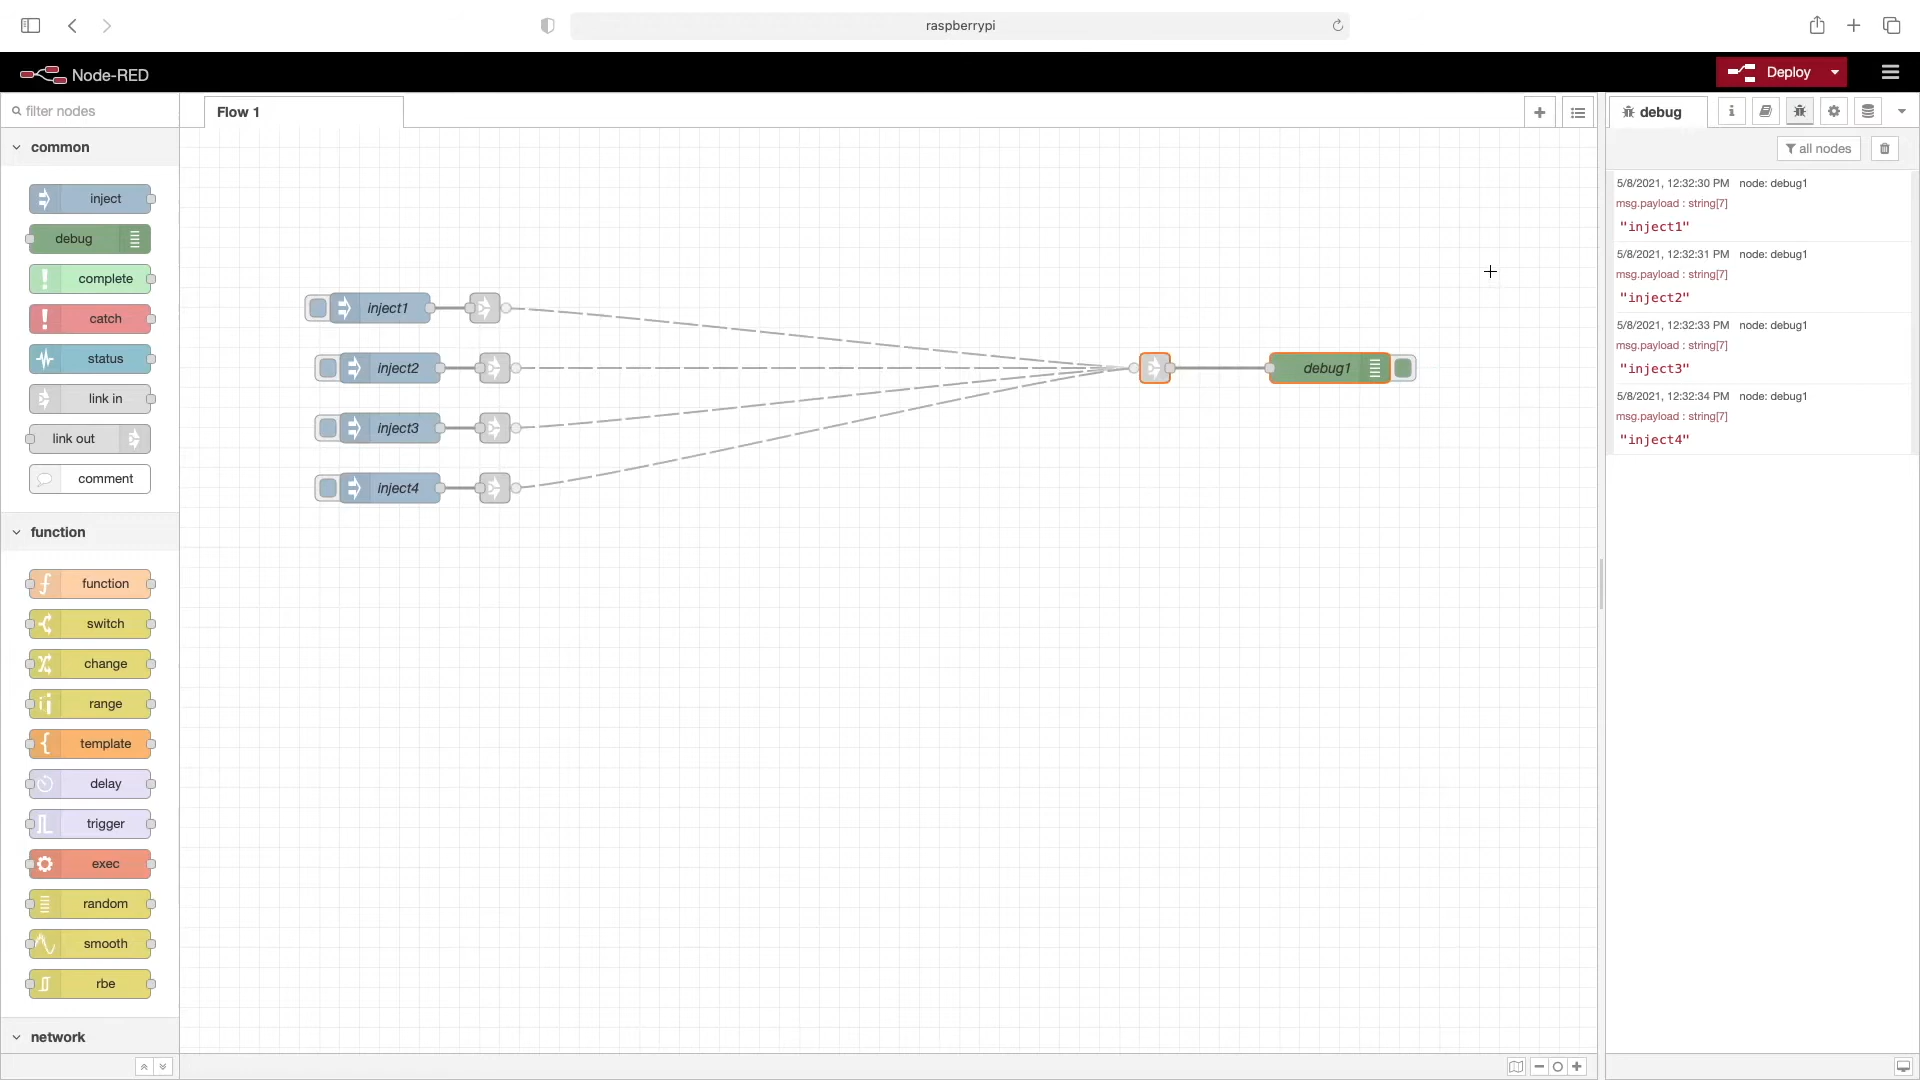 raspberrypi
Node-RED
Deploy
filter nodes
Flow 1
debug
i
all nodes
common
inject
debug
complete
catch
status
link in
link out
comment
function
function
switch
change
range
template
delay
trigger
exec
random
smooth
rbe
network
inject1
inject2
inject3
inject4
debug1
5/8/2021, 12:32:30 PM node: debug1
msg.payload : string[7]
"inject1"
5/8/2021, 12:32:31 PM node: debug1
msg.payload : string[7]
"inject2"
5/8/2021, 12:32:33 PM node: debug1
msg.payload : string[7]
"inject3"
5/8/2021, 12:32:34 PM node: debug1
msg.payload : string[7]
"inject4"